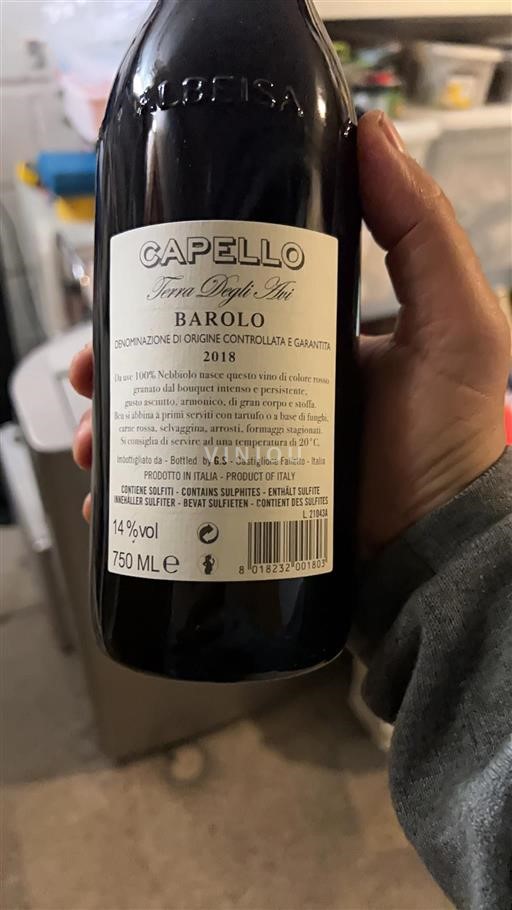 ALBEISA
CAPELLO
Terra Degli Avi
BAROLO
DENOMINAZIONE DI ORIGINE CONTROLLATA E GARANTITA
2018
Da uve 100% Nebbiolo nasce questo vino di colore rosso
granato dal bouquet intenso e persistente,
gusto asciutto, armonico, di gran corpo e stoffa.
Ben si abbina a primi serviti con tartufo o a base di funghi,
carne rossa, selvaggina, arrosti, formaggi stagionati.
Si consiglia di servire ad una temperatura di 20°C.
VINIOU
Imbottigliato da - Bottled by G.S - Castiglione Falletto - Italia
PRODOTTO IN ITALIA - PRODUCT OF ITALY
CONTIENE SOLFITI - CONTAINS SULPHITES - ENTHÄLT SULFITE
INNEHÅLLER SULFITER - BEVAT SULFIETEN - CONTIENT DES SULFITES
L. 21043A
14%vol
750 ML e
8 018232 001803